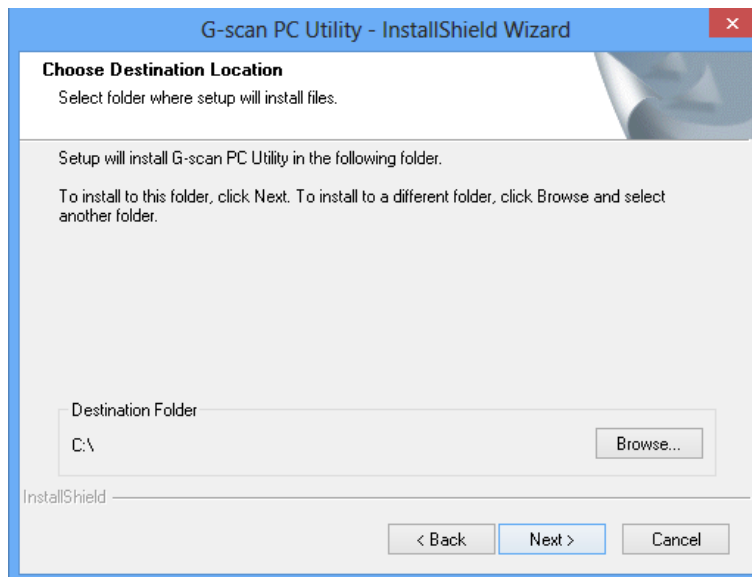 G-scan PC Utility - InstallShield Wizard
Choose Destination Location
Select folder where setup will install files.
Setup will install G-scan PC Utility in the following folder.
To install to this folder, click Next. To install to a different folder, click Browse and select
another folder.
Destination Folder
C:\
Browse...
InstallShield
< Back
Next >
Cancel